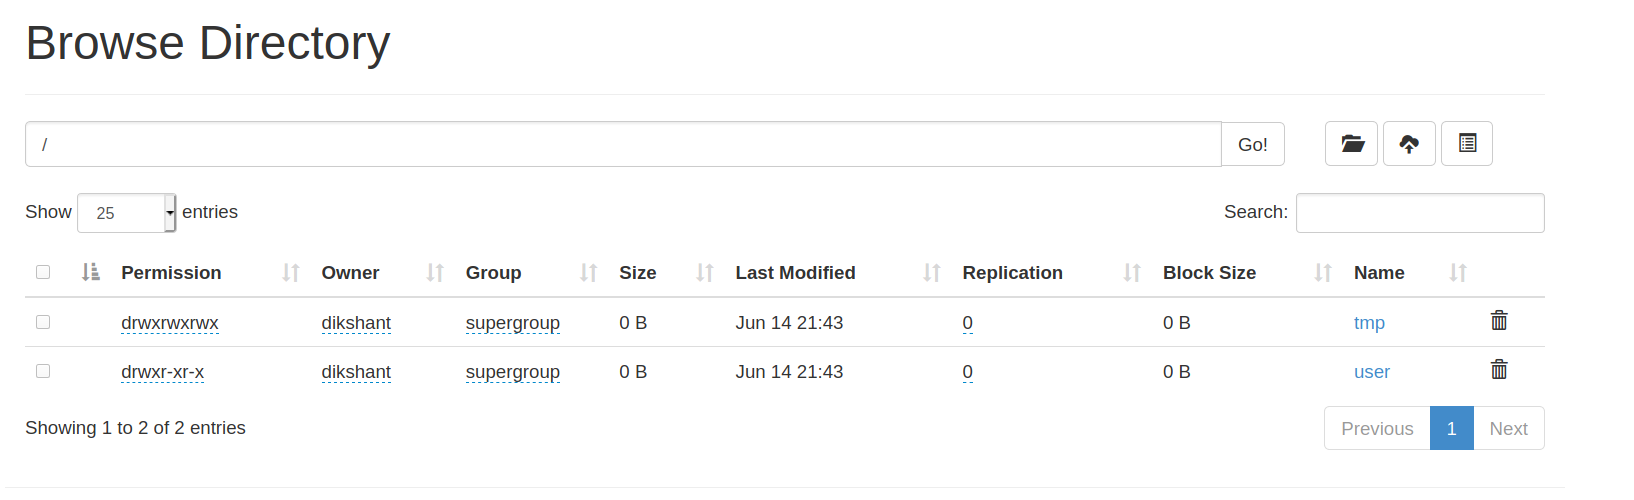 Browse Directory
/ Go!
Show 25 entries Search:
Permission Owner Group Size Last Modified Replication Block Size Name
drwxrwxrwx dikshant supergroup 0 B Jun 14 21:43 0 0 B tmp
drwxr-xr-x dikshant supergroup 0 B Jun 14 21:43 0 0 B user
Showing 1 to 2 of 2 entries Previous 1 Next